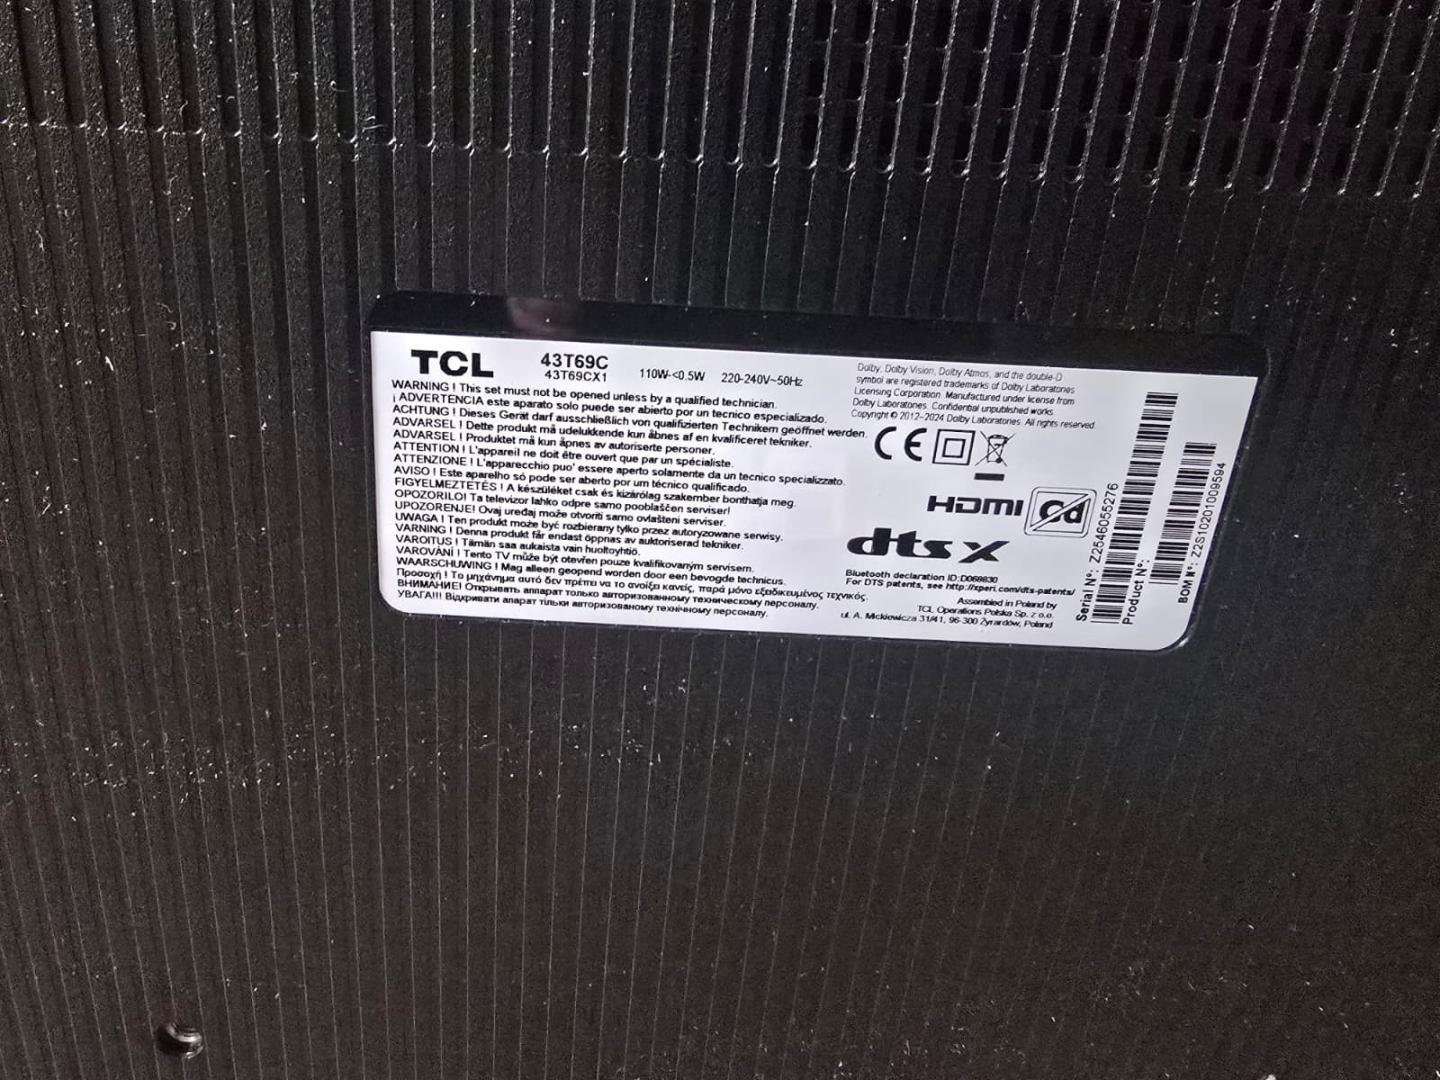 TCL
43T69C
43T69CX1
110W-<0.5W
220-240V~50Hz
WARNING ! This set must not be opened unless by a qualified technician.
¡ ADVERTENCIA este aparato solo puede ser abierto por un tecnico especializado.
ACHTUNG ! Dieses Gerät darf ausschließlich von qualifizierten Technikern geöffnet werden.
ADVARSEL ! Dette produkt må udelukkende kun åbnes af en kvalificeret tekniker.
ADVARSEL ! Produktet må kun åpnes av autoriserte personer.
ATTENTION ! L'appareil ne doit être ouvert que par un spécialiste.
ATTENZIONE ! L'apparecchio puo' essere aperto solamente da un tecnico specializzato.
AVISO ! Este aparelho só pode ser aberto por um técnico qualificado.
FIGYELMEZTETÉS ! A készüléket csak és kizárólag szakember bonthatja meg.
OPOZORILO! Ta televizor lahko odpre samo pooblaščen serviser!
UPOZORENJE! Ovaj uređaj može otvoriti samo ovlašteni serviser.
UWAGA ! Ten produkt może być rozbierany tylko przez autoryzowane serwisy.
VARNING ! Denna produkt får endast öppnas av auktoriserad tekniker.
VAROITUS ! Tämän saa aukaista vain huoltoyhtiö.
VAROVÁNÍ ! Tento TV může být otevřen pouze kvalifikovaným servisem.
WAARSCHUWING ! Mag alleen geopend worden door een bevogde technicus.
Προσοχή ! Το μηχάνημα αυτό δεν πρέπει να το ανοίξει κανείς, παρά μόνο εξειδικευμένος τεχνικός.
ВНИМАНИЕ! Открывать аппарат только авторизованному техническому персоналу.
УВАГА!!! Відкривати апарат тільки авторизованому технічному персоналу.
Dolby, Dolby Vision, Dolby Atmos, and the double-D
symbol are registered trademarks of Dolby Laboratories
Licensing Corporation. Manufactured under license from
Dolby Laboratories. Confidential unpublished works.
Copyright © 2012-2024 Dolby Laboratories. All rights reserved.
CE
HDMI
Cd
dts X
Bluetooth declaration ID:D068830
For DTS patents, see http://xperi.com/dts-patents/
Assembled in Poland by
TCL Operations Polska Sp. z o.o.
ul. A. Mickiewicza 31/41, 96-300 Żyrardów, Poland
Serial N°: Z2546055276
Product N°:
BOM N°: Z2S10201009594